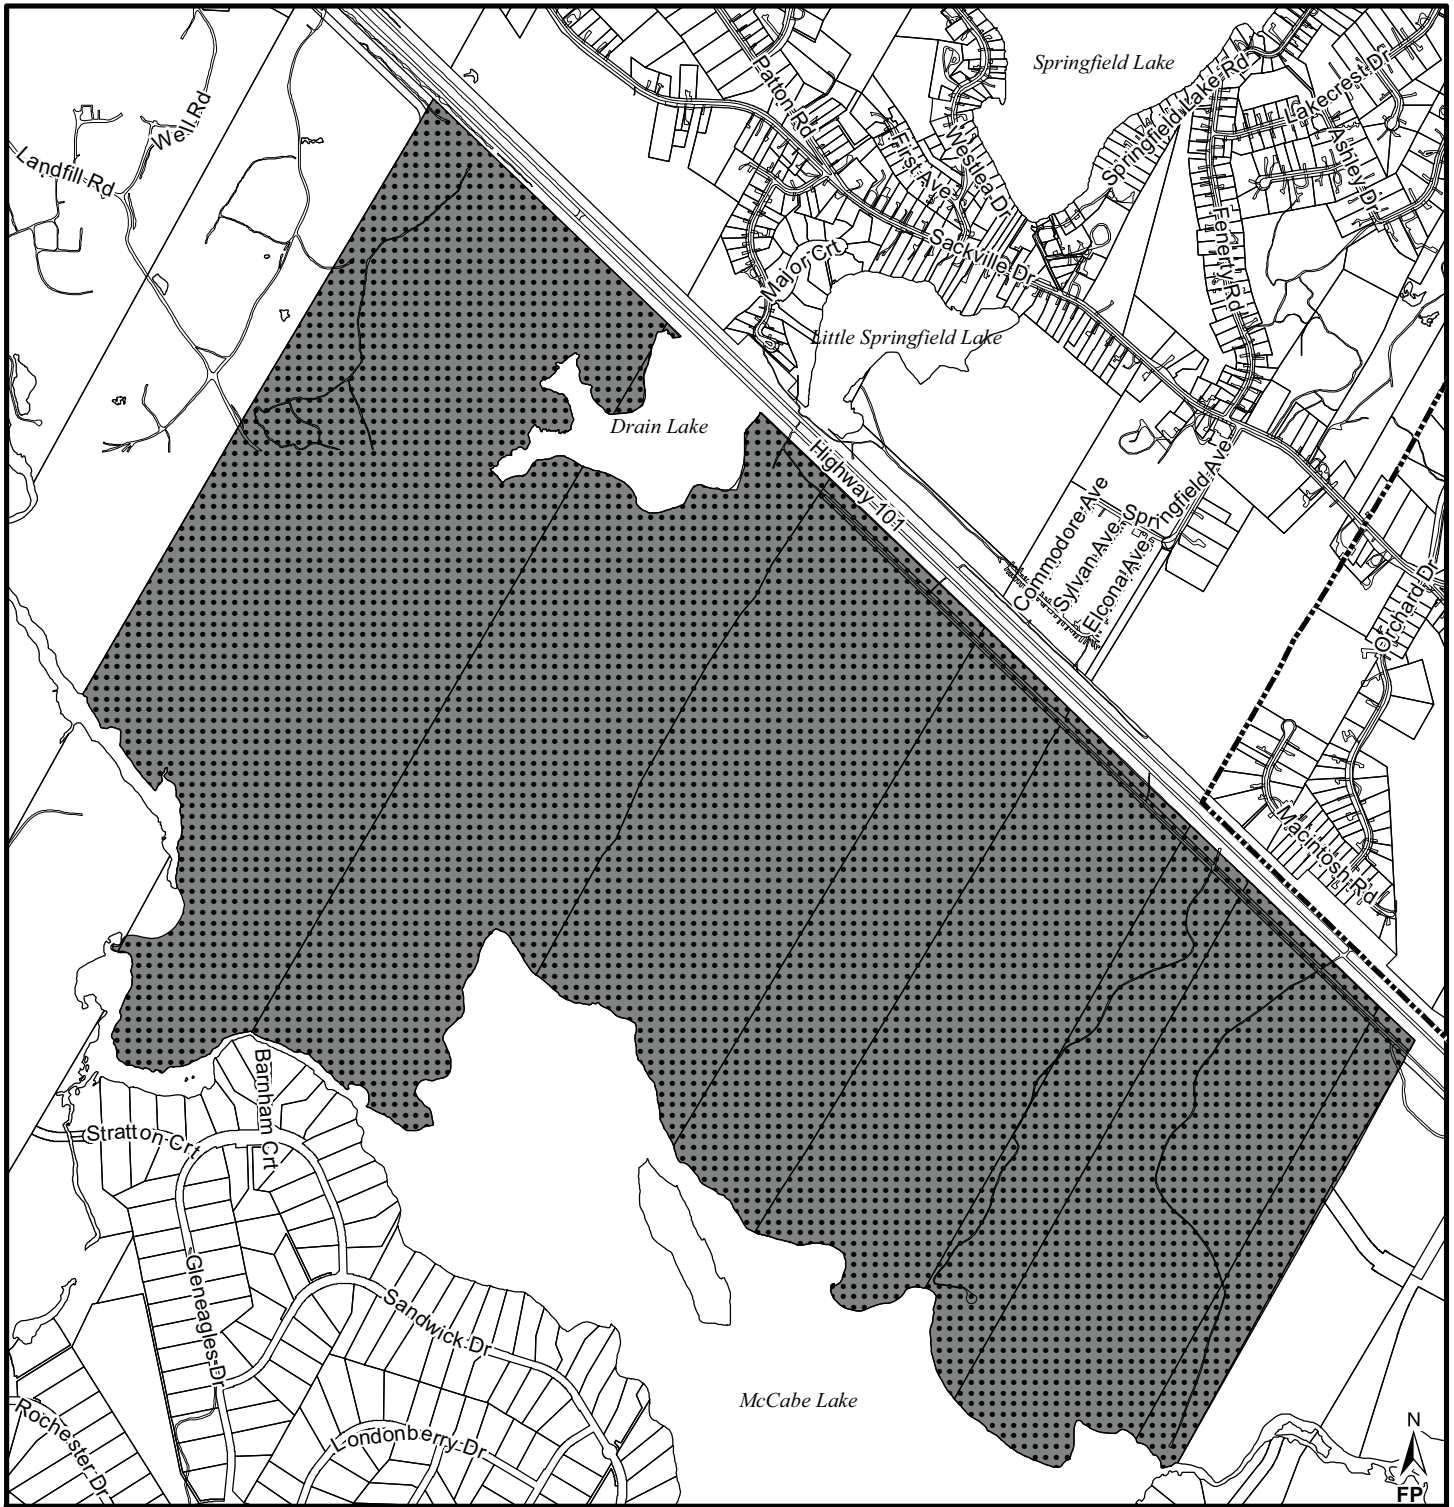 Springfield Lake
Patton Rd
Springfield Lake Rd
Lakecrest Dr
Well Rd
Landfill Rd
First Ave
Weslea Dr
Ashley Dr
Fenerty Rd
Sackville Dr
Major Crt
Little Springfield Lake
Drain Lake
Highway 101
Springfield Ave
Commodore Ave
Sylvan Ave
Elcona Ave
Orchard Dr
Macintosh Rd
Barnham Crt
Stratton Crt
Gleneagles Dr
Sandwick Dr
McCabe Lake
Rochester Dr
Londonberry Dr
N
FP